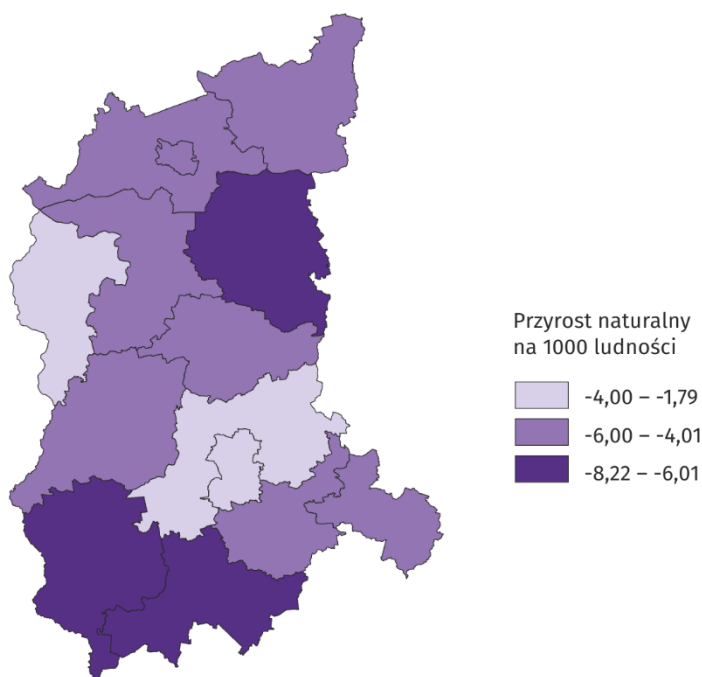 Przyrost naturalny
na 1000 ludności
-4,00 – -1,79
-6,00 – -4,01
-8,22 – -6,01